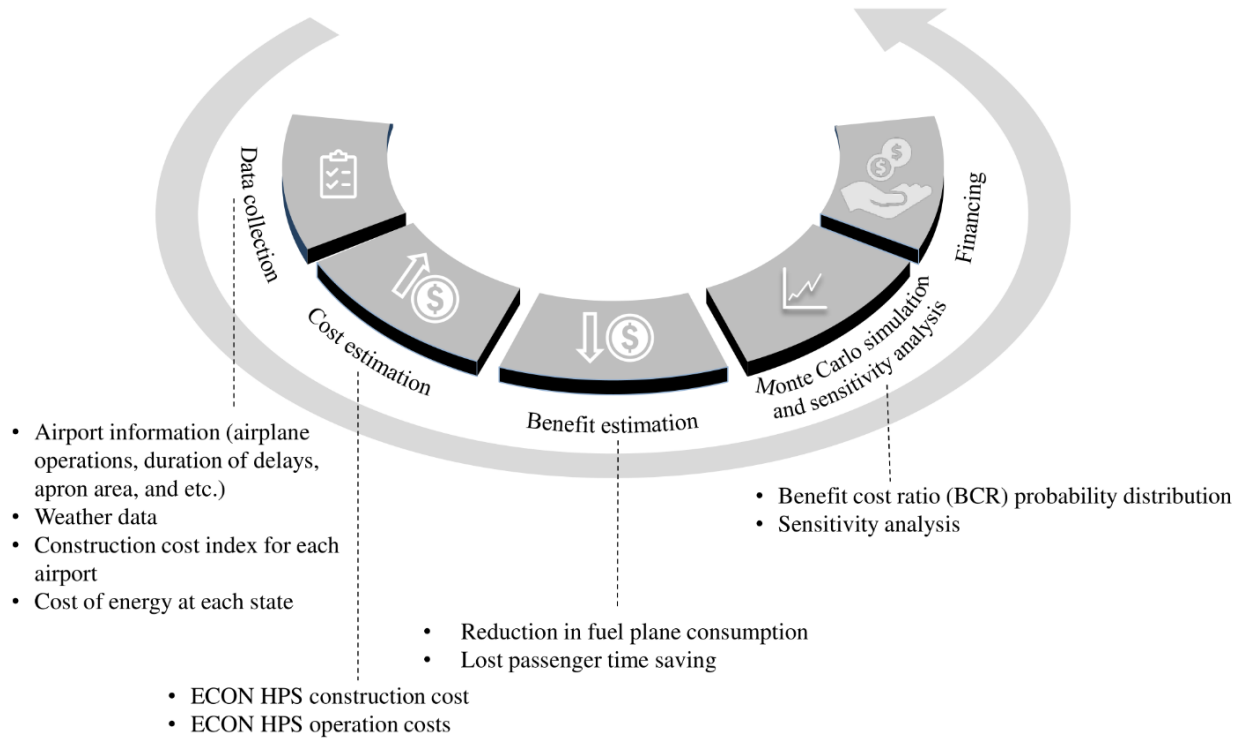 Data collection
Cost estimation
Benefit estimation
Monte Carlo simulation
and sensitivity analysis
Financing
• Airport information (airplane
operations, duration of delays,
apron area, and etc.)
• Weather data
• Construction cost index for each
airport
• Cost of energy at each state
• ECON HPS construction cost
• ECON HPS operation costs
• Reduction in fuel plane consumption
• Lost passenger time saving
• Benefit cost ratio (BCR) probability distribution
• Sensitivity analysis
$
$
$
$